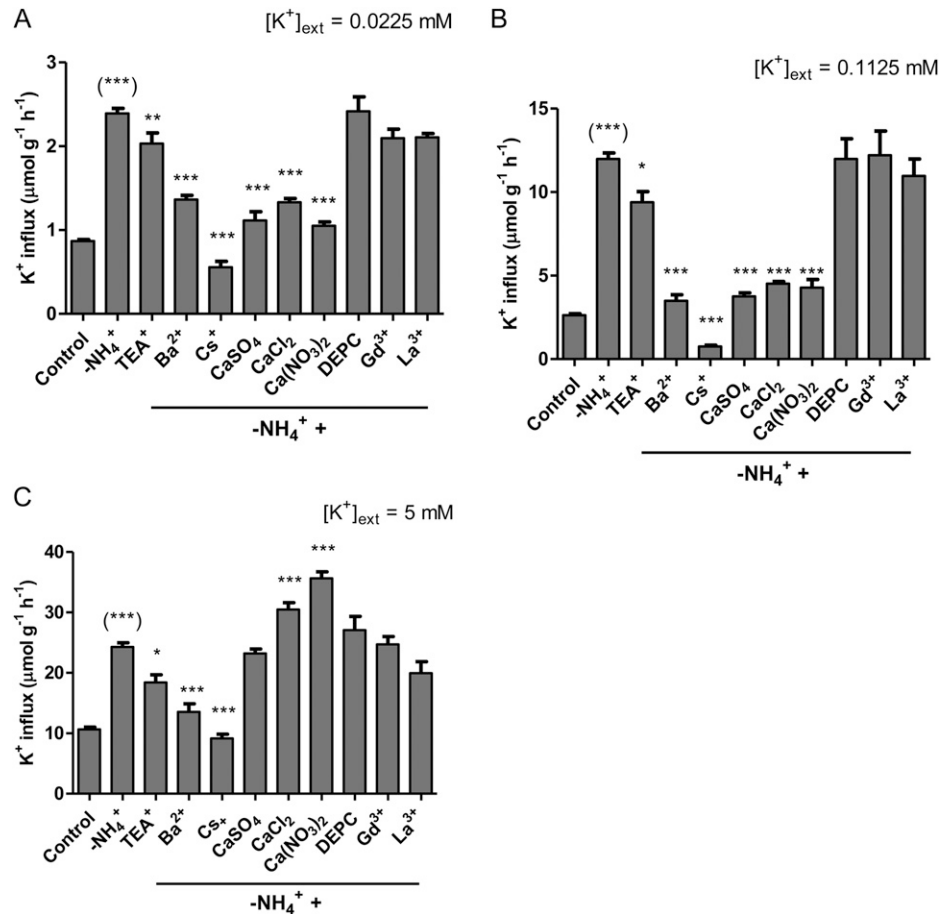 A
[K⁺]ext = 0.0225 mM
K⁺ influx (µmol g⁻¹ h⁻¹)
3
2
1
0
(***)
**
***
***
***
***
***
Control
-NH₄⁺
TEA⁺
Ba²⁺
Cs⁺
CaSO₄
CaCl₂
Ca(NO₃)₂
DEPC
Gd³⁺
La³⁺
-NH₄⁺ +
B
[K⁺]ext = 0.1125 mM
K⁺ influx (µmol g⁻¹ h⁻¹)
15
10
5
0
(***)
*
***
***
***
***
***
Control
-NH₄⁺
TEA⁺
Ba²⁺
Cs⁺
CaSO₄
CaCl₂
Ca(NO₃)₂
DEPC
Gd³⁺
La³⁺
-NH₄⁺ +
C
[K⁺]ext = 5 mM
K⁺ influx (µmol g⁻¹ h⁻¹)
40
30
20
10
0
(***)
*
***
***
***
***
Control
-NH₄⁺
TEA⁺
Ba²⁺
Cs₊
CaSO₄
CaCl₂
Ca(NO₃)₂
DEPC
Gd³⁺
La³⁺
-NH₄⁺ +